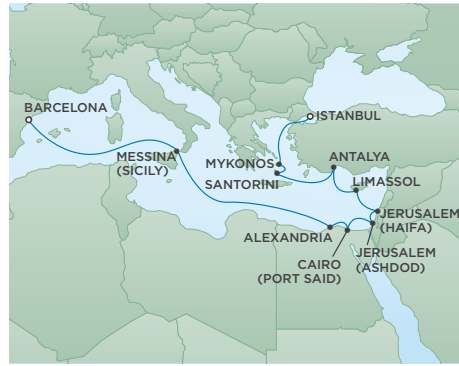 BARCELONA
ISTANBUL
MESSINA
(SICILY)
MYKONOS
SANTORINI
ANTALYA
LIMASSOL
JERUSALEM
(HAIFA)
ALEXANDRIA
CAIRO
(PORT SAID)
JERUSALEM
(ASHDOD)